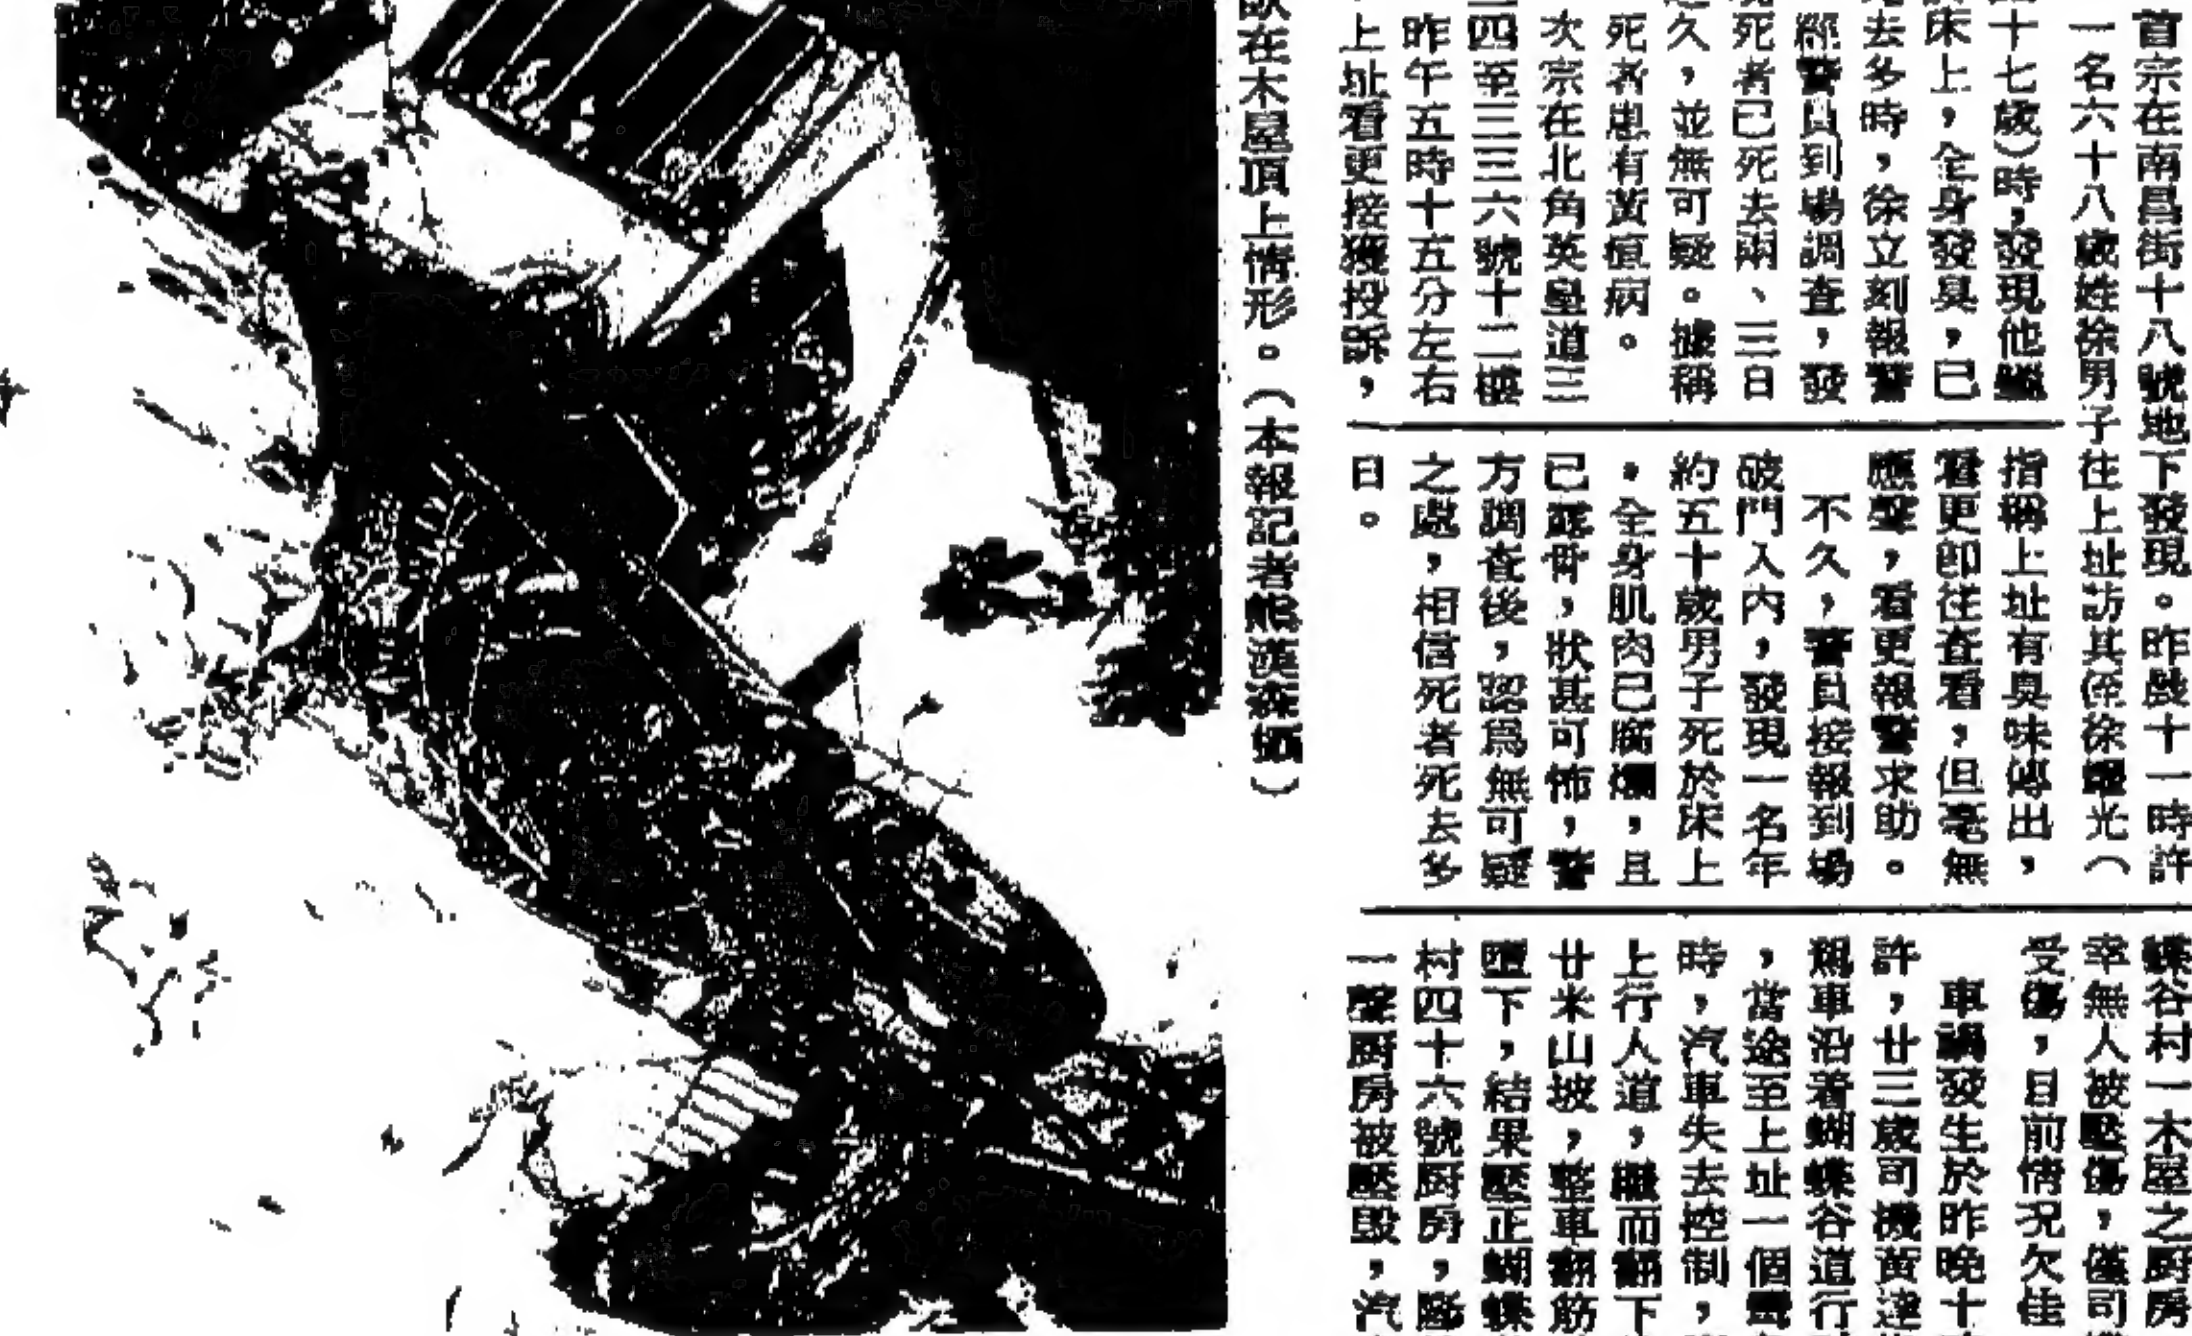 首宗在南昌街十八號地下發現。昨晨十一時許
一名六十八歲姓徐男子往上址訪其侄徐耀光（
十七歲）時，發現他
床上，全身發臭，已
去多時，徐立刻報警
經警員到場調查，發
死者已死去兩、三日
久，並無可疑。據稱
死者患有黃疸病。
次宗在北角英皇道三
四至三三六號十二樓
昨午五時十五分左右
上址看更接獲投訴，
指稱上址有臭味傳出，
看更即往查看，但毫無
應聲，看更報警求助。
不久，警員接報到場
破門入內，發現一名年
約五十歲男子死於床上
，全身肌肉已腐爛，且
已露骨，狀甚可怖，警
方調查後，認爲無可疑
之處，相信死者死去多
日。
蝶谷村一木屋之厨房
幸無人被壓傷，僅司
受傷，目前情况欠佳
車禍發生於昨晚十
許，廿三歲司機黃達
駕車沿着蝴蝶谷道行
，當途至上址一個
時，汽車失去控制，
上行人道，繼而翻下
廿米山坡，整車翻筋
墮下，結果壓正蝴蝶
村四十六號厨房，
一聲厨房被壓毀，汽
在木屋頂上情形。（本報記者熊漢森攝）